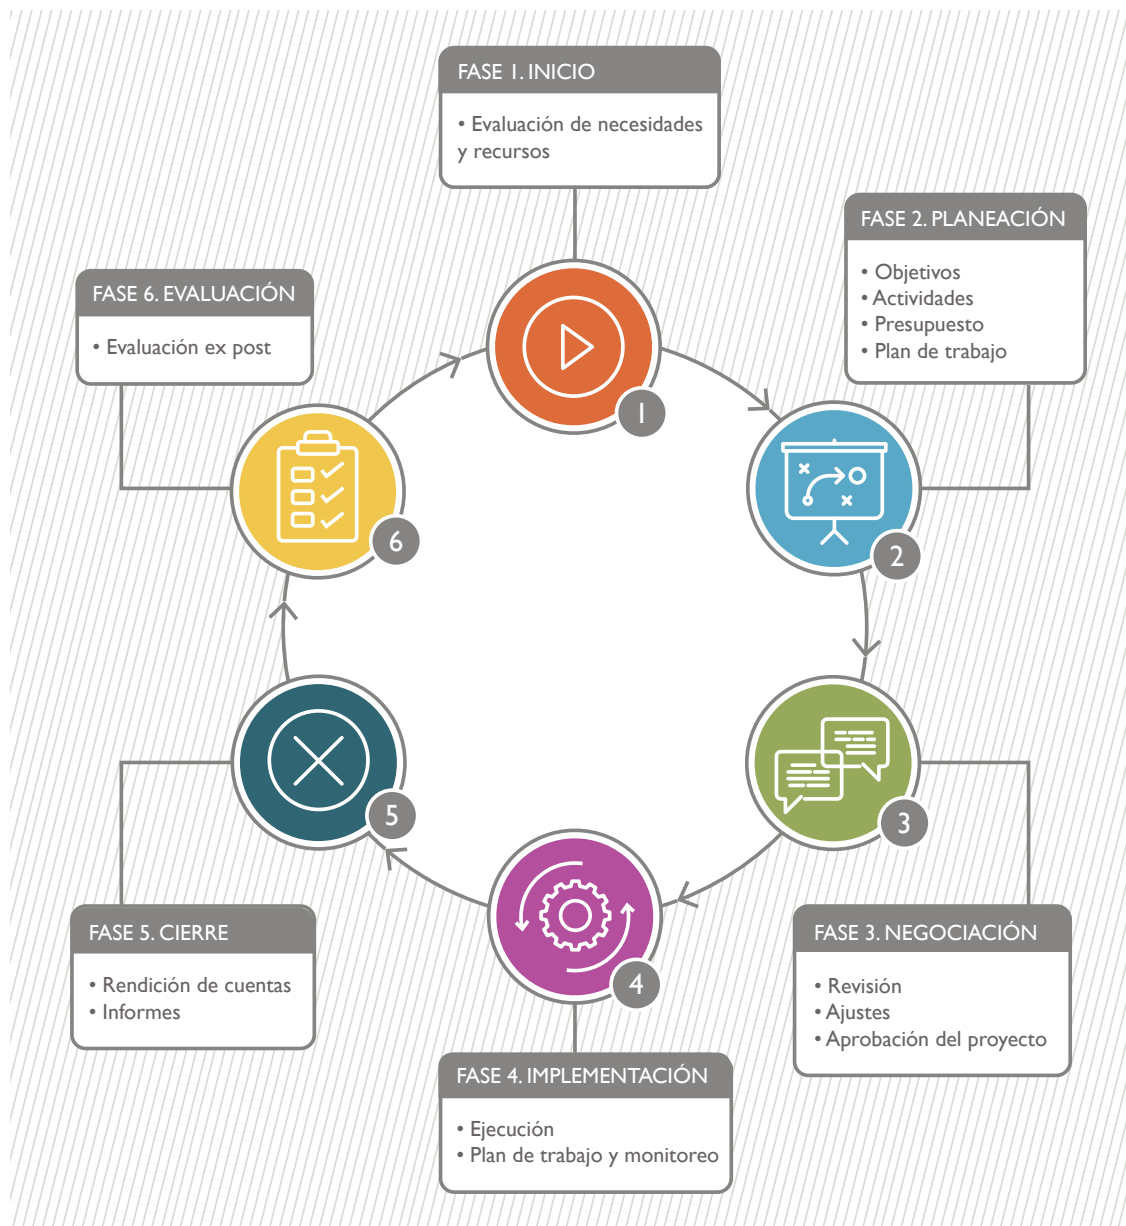 FASE 1. INICIO
• Evaluación de necesidades
y recursos
1
FASE 2. PLANEACIÓN
• Objetivos
• Actividades
• Presupuesto
• Plan de trabajo
2
FASE 3. NEGOCIACIÓN
• Revisión
• Ajustes
• Aprobación del proyecto
3
FASE 4. IMPLEMENTACIÓN
• Ejecución
• Plan de trabajo y monitoreo
4
FASE 5. CIERRE
• Rendición de cuentas
• Informes
5
FASE 6. EVALUACIÓN
• Evaluación ex post
6